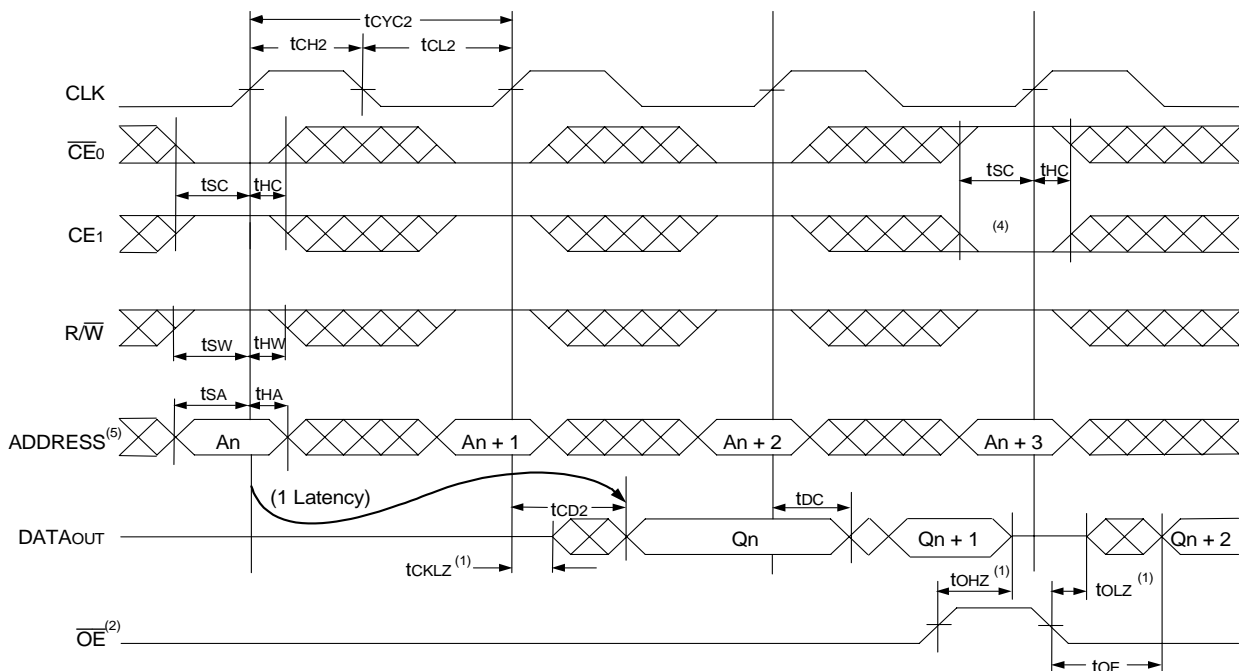 tCYC2
tCH2 tCL2
CLK
CE0
tSC tHC tSC tHC
CE1 (4)
R/W
tSW tHW
tSA tHA
ADDRESS(5) An An + 1 An + 2 An + 3
(1 Latency) tCD2 tDC
DATAOUT Qn Qn + 1 Qn + 2
tCKLZ(1) tOHZ(1) tOLZ(1)
OE(2)
tOE